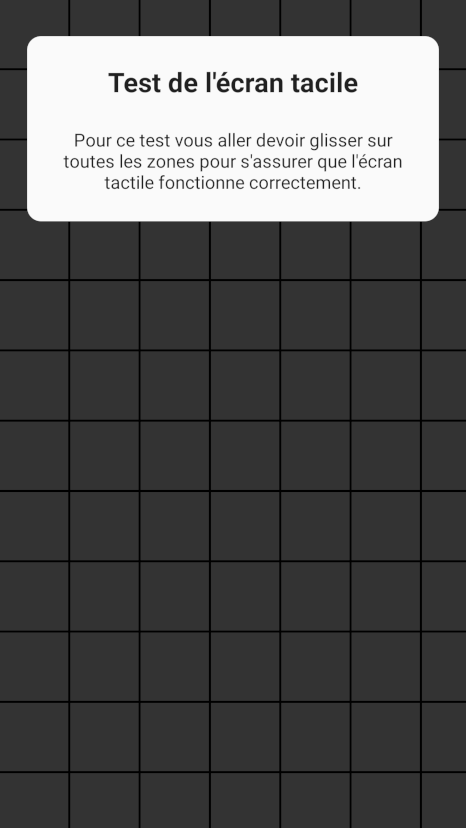 Test de l'écran tacile
Pour ce test vous aller devoir glisser sur
toutes les zones pour s'assurer que l'écran
tactile fonctionne correctement.